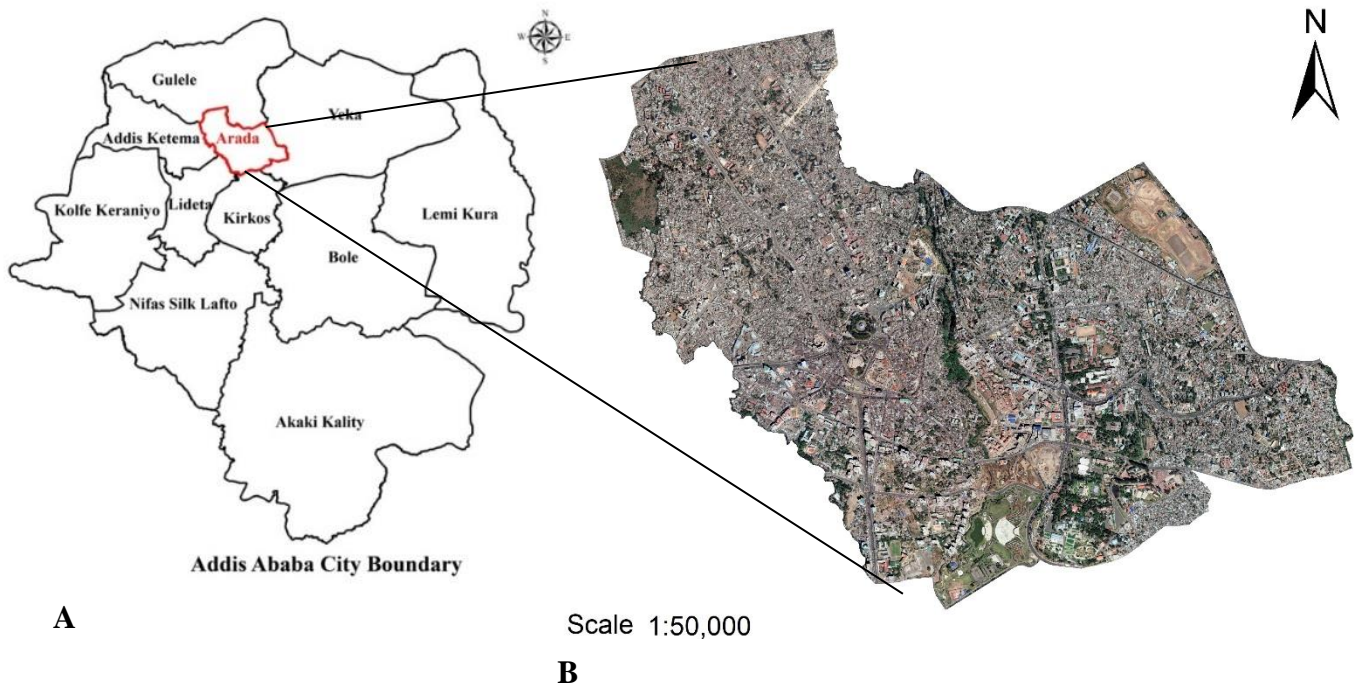 N
N
W E
S
Gulele
Yeka
Addis Ketema
Arada
Kolfe Keraniyo
Lideta
Kirkos
Lemi Kura
Bole
Nifas Silk Lafto
Akaki Kality
Addis Ababa City Boundary
A
Scale 1:50,000
B